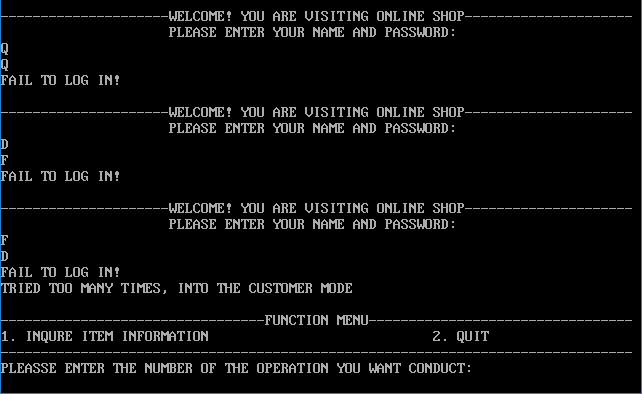 ---------------------WELCOME! YOU ARE VISITING ONLINE SHOP---------------------
PLEASE ENTER YOUR NAME AND PASSWORD:
Q
Q
FAIL TO LOG IN!
---------------------WELCOME! YOU ARE VISITING ONLINE SHOP---------------------
PLEASE ENTER YOUR NAME AND PASSWORD:
D
F
FAIL TO LOG IN!
---------------------WELCOME! YOU ARE VISITING ONLINE SHOP---------------------
PLEASE ENTER YOUR NAME AND PASSWORD:
F
D
FAIL TO LOG IN!
TRIED TOO MANY TIMES, INTO THE CUSTOMER MODE
---------------------------------FUNCTION MENU---------------------------------
1. INQURE ITEM INFORMATION 2. QUIT
-------------------------------------------------------------------------------
PLEASSE ENTER THE NUMBER OF THE OPERATION YOU WANT CONDUCT: